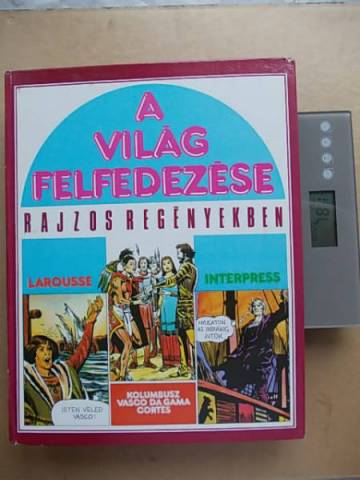 A
VILÁG
FELFEDEZÉSE
RAJZOS REGÉNYEKBEN
LAROUSSE
INTERPRESS
ISTEN VELED
VASCO!
KOLUMBUSZ
VASCO DA GAMA
CORTES